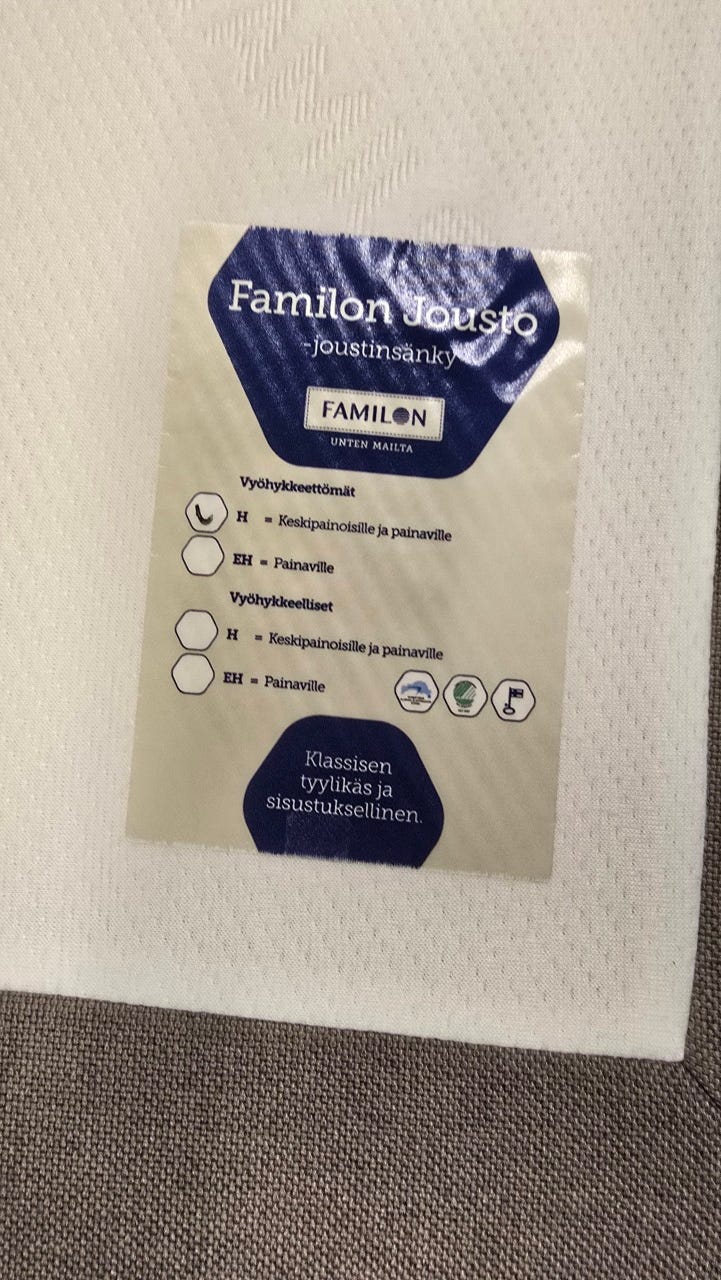 Familon Jousto
-joustinsänky
FAMILON
UNTEN MAILTA
Vyöhykkeettömät
H = Keskipainoisille ja painaville
EH = Painaville
Vyöhykkeelliset
H = Keskipainoisille ja painaville
EH = Painaville
Klassisen
tyylikäs ja
sisustuksellinen.